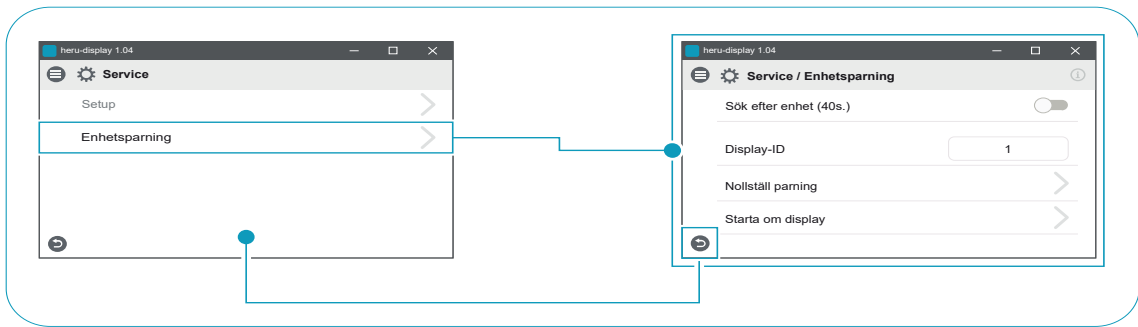 heru-display 1.04
Service
Setup
Enhetsparning
heru-display 1.04
Service / Enhetsparning
Sök efter enhet (40s.)
Display-ID
1
Nollställ parning
Starta om display